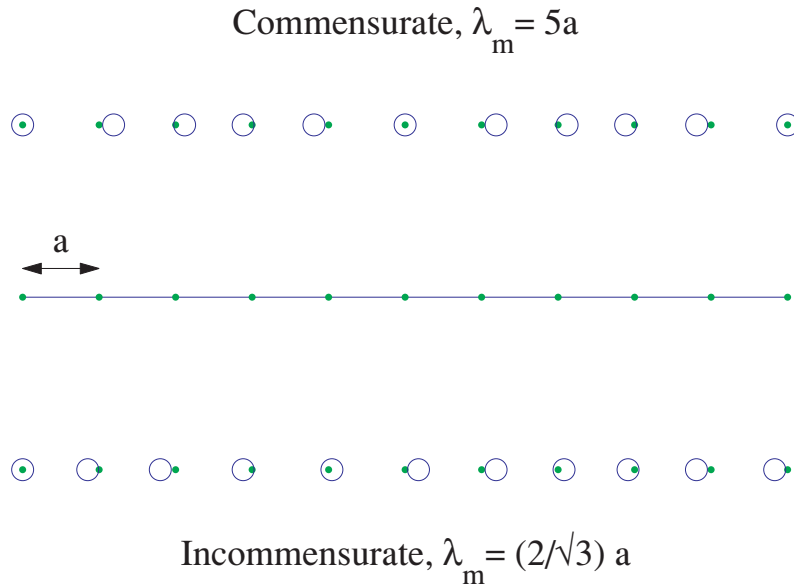 Commensurate, λm = 5a
a
Incommensurate, λm = (2/√3) a